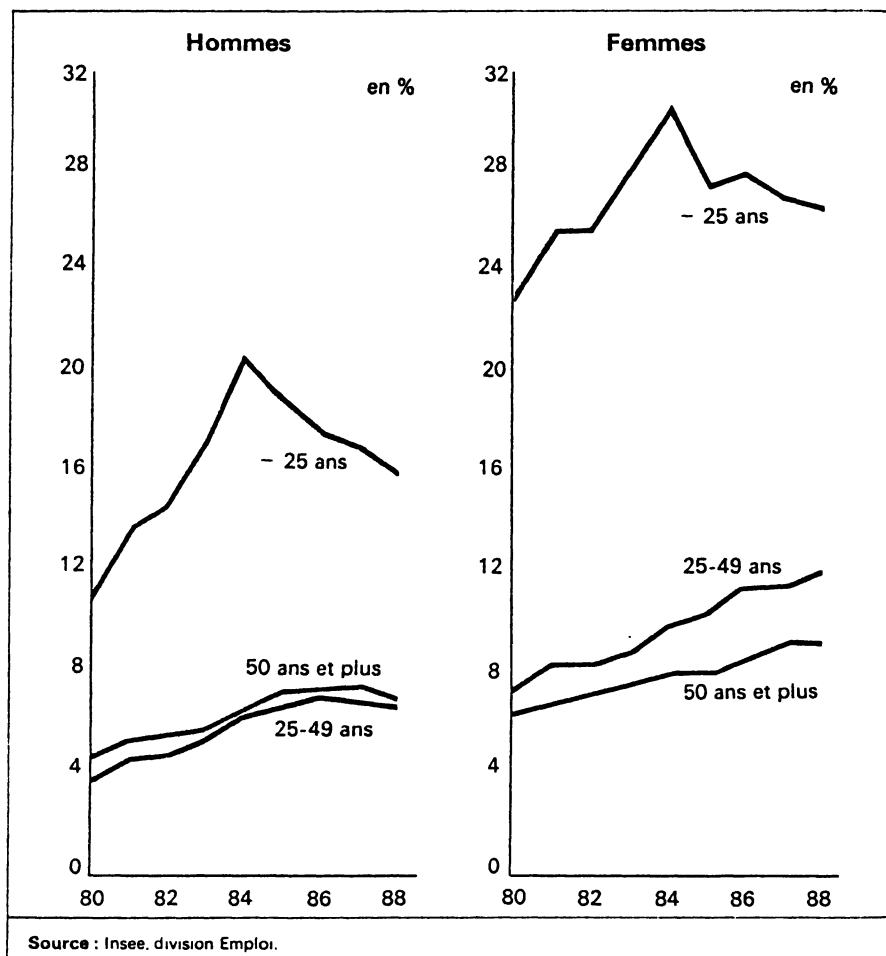 Hommes
en %
32
28
24
20
16
12
8
4
0
80 82 84 86 88
– 25 ans
50 ans et plus
25-49 ans
Femmes
en %
32
28
24
20
16
12
8
4
0
80 82 84 86 88
– 25 ans
25-49 ans
50 ans et plus
Source : Insee. division Emploi.